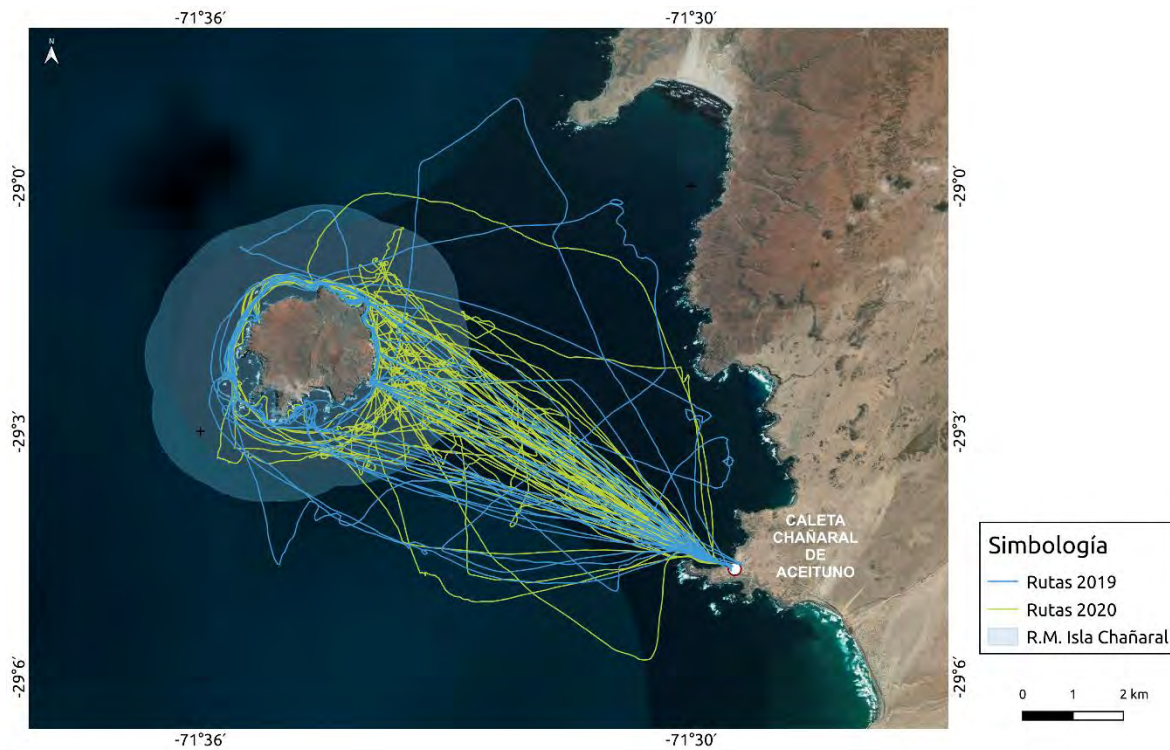 -71°36′ -71°30′
N
-29°0′ -29°0′
-29°3′ -29°3′
CALETA
CHAÑARAL
DE
ACEITUNO
-29°6′ -29°6′
-71°36′ -71°30′
Simbología
Rutas 2019
Rutas 2020
R.M. Isla Chañaral
0 1 2 km